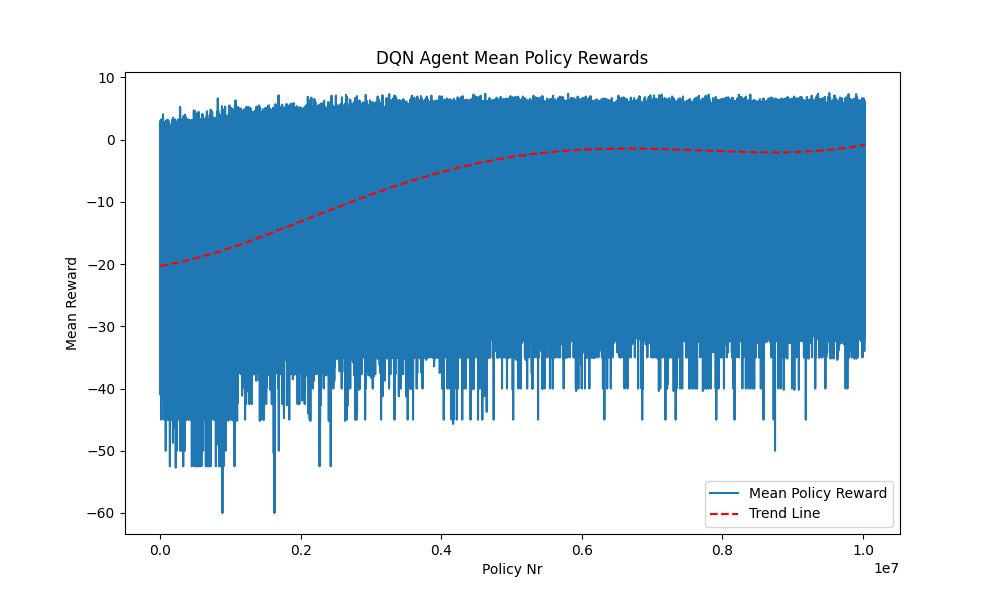 DQN Agent Mean Policy Rewards
10
0
−10
−20
−30
−40
−50
−60
Mean Reward
0.0
0.2
0.4
0.6
0.8
1.0
1e7
Policy Nr
Mean Policy Reward
Trend Line